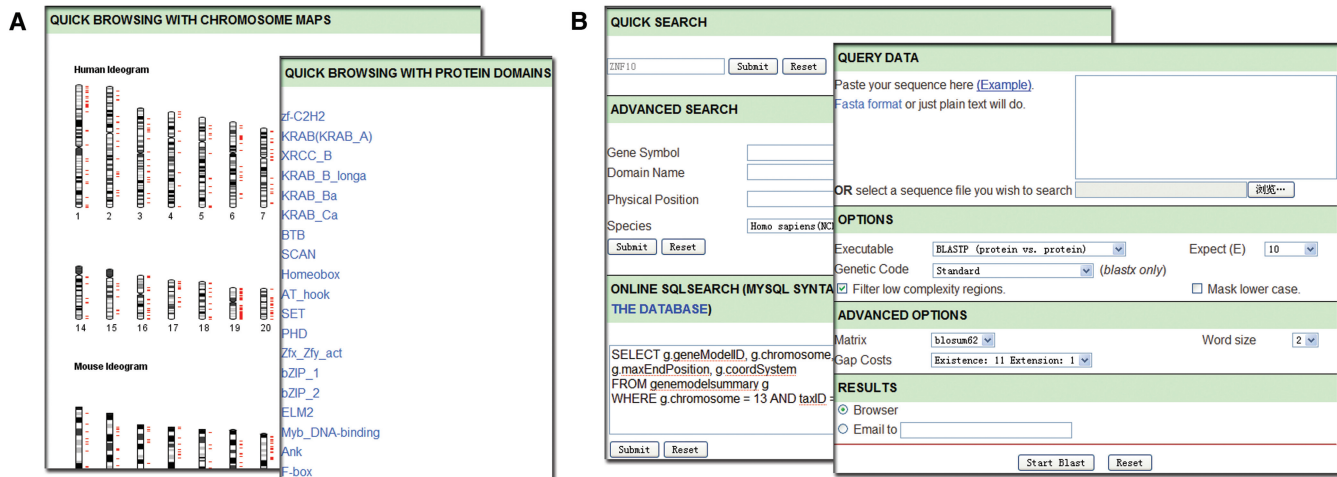 A
QUICK BROWSING WITH CHROMOSOME MAPS
Human Ideogram
1 2 3 4 5 6 7
14 15 16 17 18 19 20
Mouse Ideogram
QUICK BROWSING WITH PROTEIN DOMAINS
zf-C2H2
KRAB(KRAB_A)
XRCC_B
KRAB_B_longa
KRAB_Ba
KRAB_Ca
BTB
SCAN
Homeobox
AT_hook
SET
PHD
Zfx_Zfy_act
bZIP_1
bZIP_2
ELM2
Myb_DNA-binding
Ank
F-box
B
QUICK SEARCH
ZNF10 Submit Reset
ADVANCED SEARCH
Gene Symbol
Domain Name
Physical Position
Species Homo sapiens(NC
Submit Reset
ONLINE SQLSEARCH (MYSQL SYNTA
THE DATABASE)
SELECT g.geneModelID, g.chromosome,
g.maxEndPosition, g.coordSystem
FROM genemodelsummary g
WHERE g.chromosome = 13 AND taxID =
Submit Reset
QUERY DATA
Paste your sequence here (Example).
Fasta format or just plain text will do.
OR select a sequence file you wish to search 浏览…
OPTIONS
Executable BLASTP (protein vs. protein) Expect (E) 10
Genetic Code Standard (blastx only)
Filter low complexity regions. Mask lower case.
ADVANCED OPTIONS
Matrix blosum62 Word size 2
Gap Costs Existence: 11 Extension: 1
RESULTS
Browser
Email to
Start Blast Reset